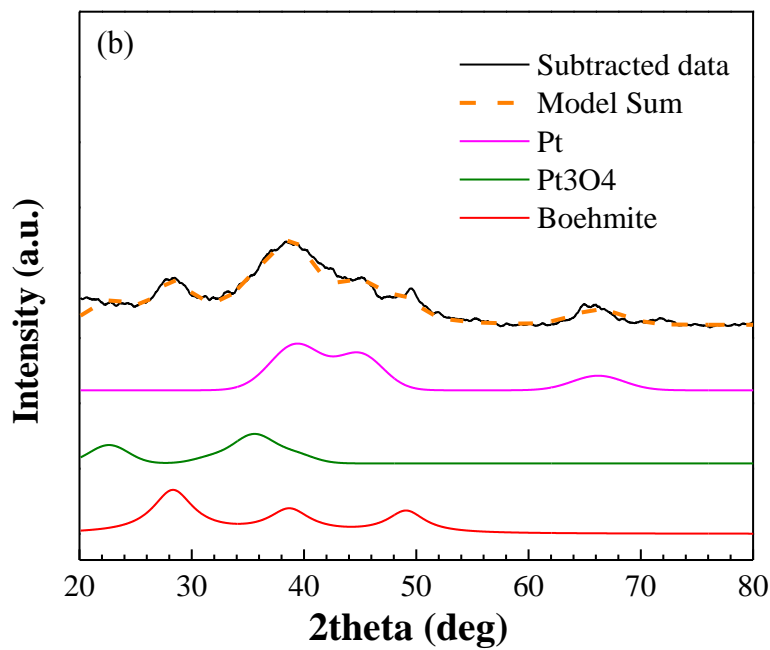 (b)
Subtracted data
Model Sum
Pt
Pt3O4
Boehmite
Intensity (a.u.)
20 30 40 50 60 70 80
2theta (deg)